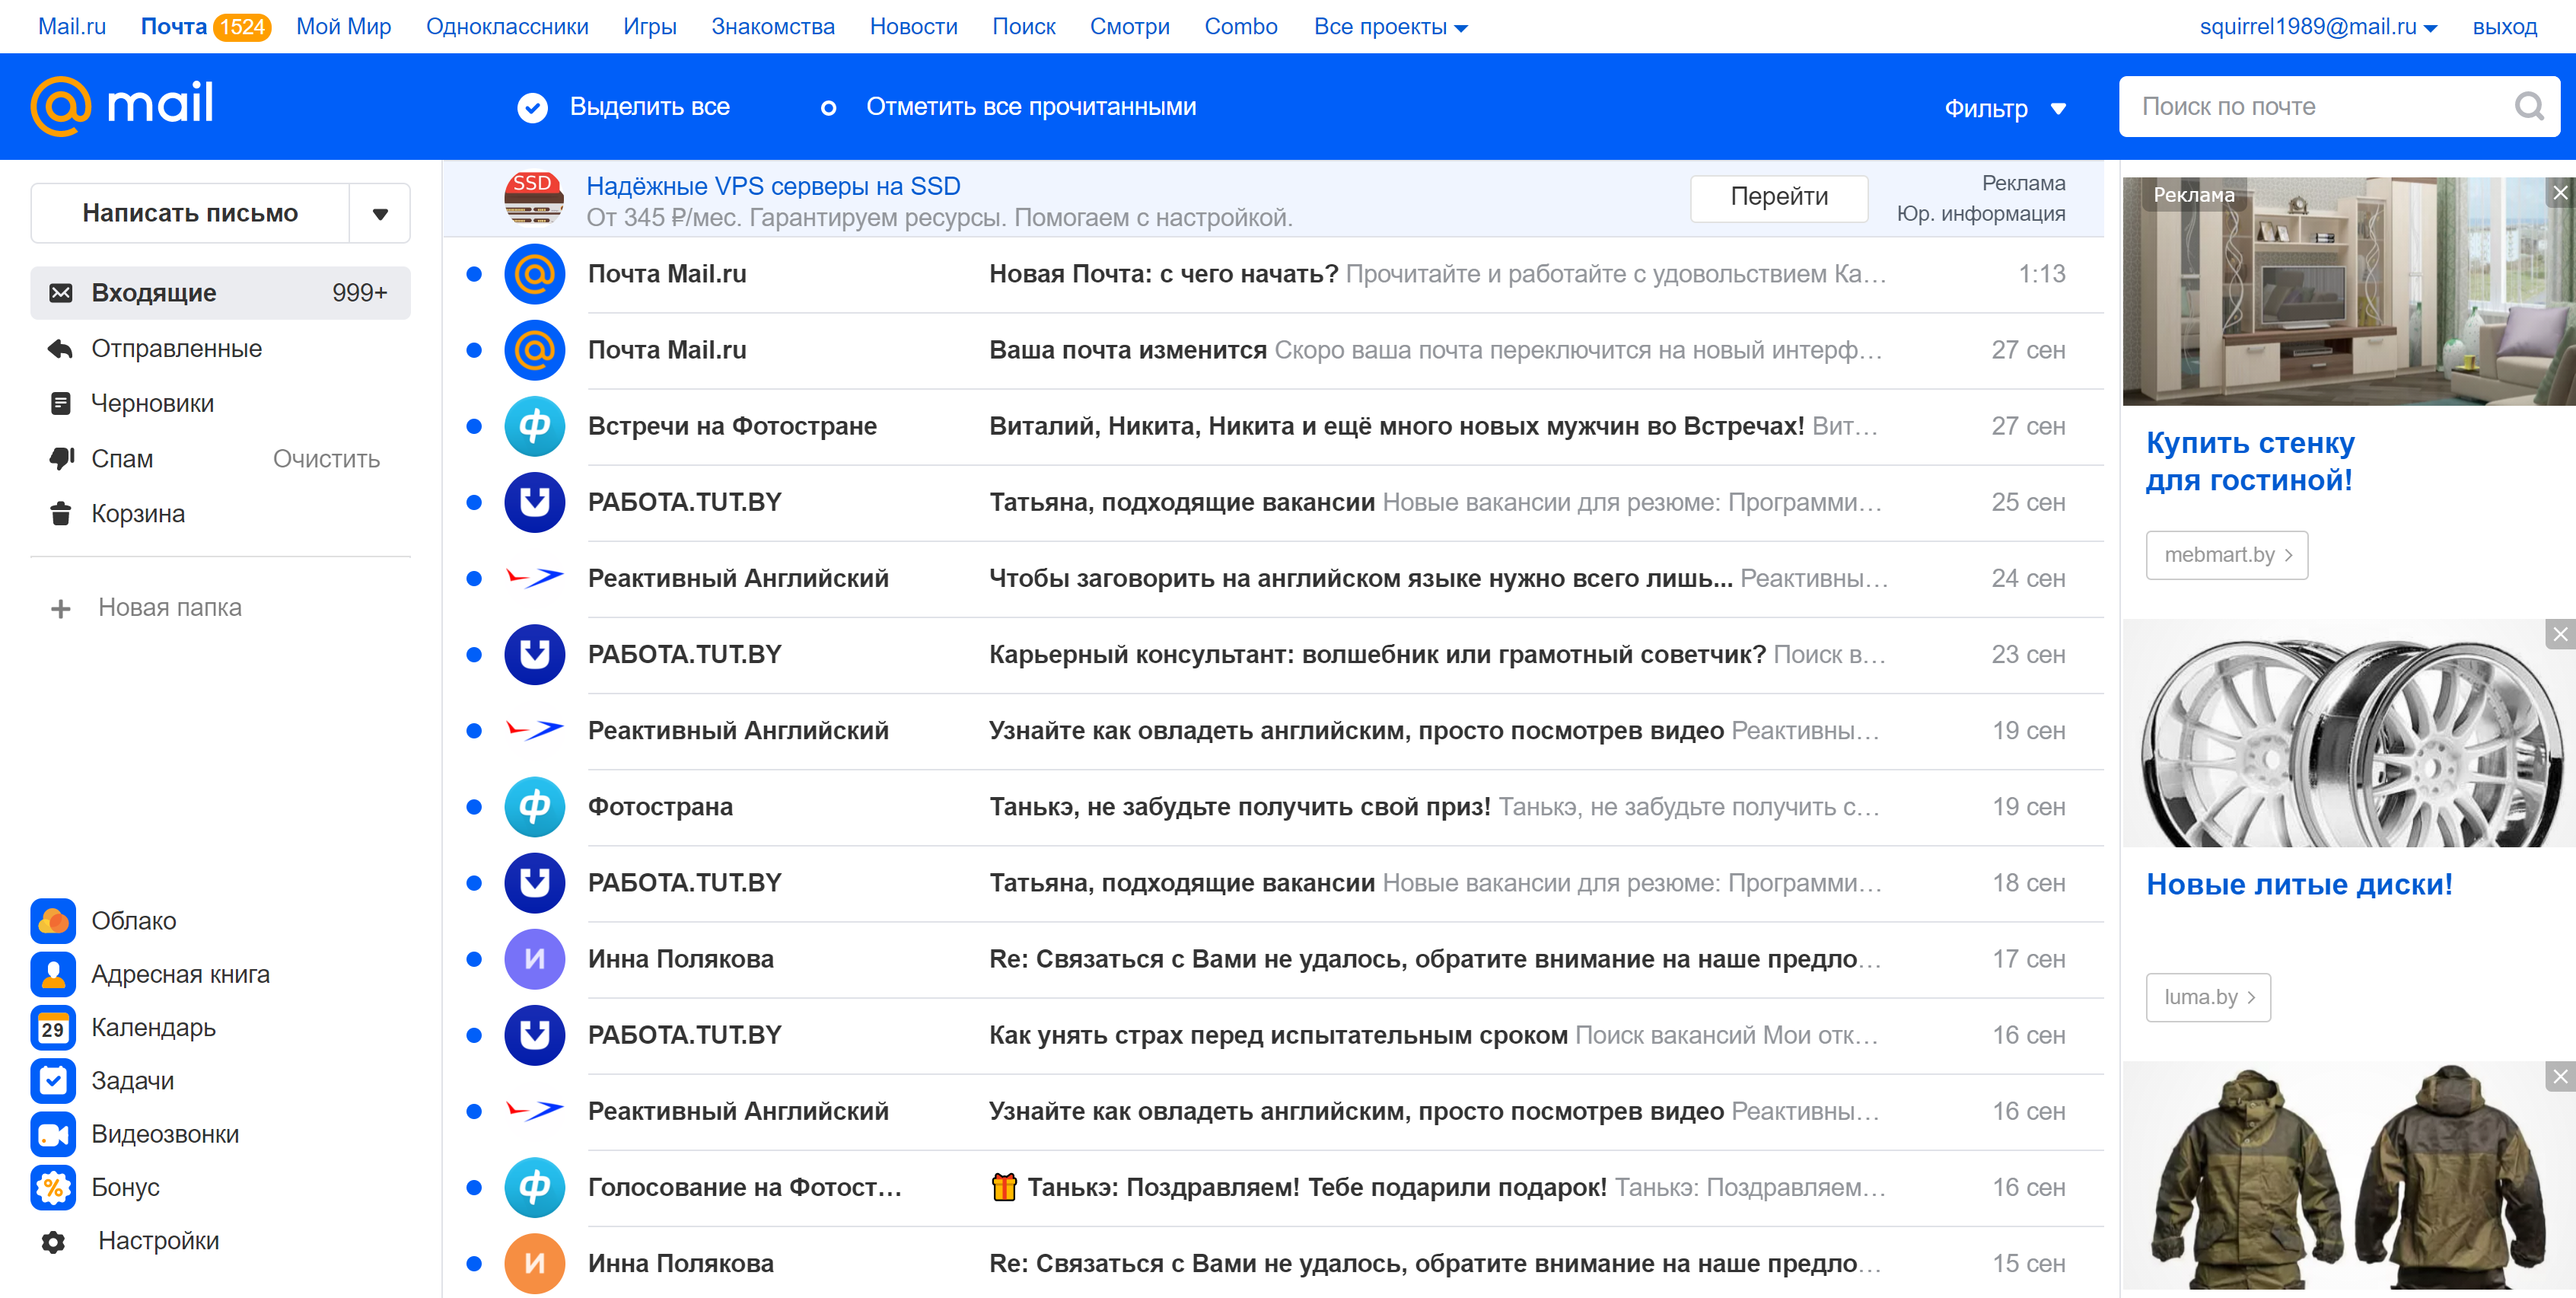 Mail.ru Почта 1524 Мой Мир Одноклассники Игры Знакомства Новости Поиск Смотри Combo Все проекты squirrel1989@mail.ru выход
mail Выделить все Отметить все прочитанными Фильтр Поиск по почте
Написать письмо
Входящие 999+
Отправленные
Черновики
Спам Очистить
Корзина
Новая папка
Облако
Адресная книга
29 Календарь
Задачи
Видеозвонки
% Бонус
Настройки
SSD Надёжные VPS серверы на SSD
От 345 ₽/мес. Гарантируем ресурсы. Помогаем с настройкой.
Перейти
Реклама
Юр. информация
Почта Mail.ru Новая Почта: с чего начать? Прочитайте и работайте с удовольствием Ка… 1:13
Почта Mail.ru Ваша почта изменится Скоро ваша почта переключится на новый интерф… 27 сен
Ф Встречи на Фотостране Виталий, Никита, Никита и ещё много новых мужчин во Встречах! Вит… 27 сен
РАБОТА.TUT.BY Татьяна, подходящие вакансии Новые вакансии для резюме: Программи… 25 сен
Реактивный Английский Чтобы заговорить на английском языке нужно всего лишь... Реактивны… 24 сен
РАБОТА.TUT.BY Карьерный консультант: волшебник или грамотный советчик? Поиск в… 23 сен
Реактивный Английский Узнайте как овладеть английским, просто посмотрев видео Реактивны… 19 сен
Ф Фотострана Танькэ, не забудьте получить свой приз! Танькэ, не забудьте получить с… 19 сен
РАБОТА.TUT.BY Татьяна, подходящие вакансии Новые вакансии для резюме: Программи… 18 сен
И Инна Полякова Re: Связаться с Вами не удалось, обратите внимание на наше предло… 17 сен
РАБОТА.TUT.BY Как унять страх перед испытательным сроком Поиск вакансий Мои отк… 16 сен
Реактивный Английский Узнайте как овладеть английским, просто посмотрев видео Реактивны… 16 сен
Ф Голосование на Фотост… 🎁 Танькэ: Поздравляем! Тебе подарили подарок! Танькэ: Поздравляем… 16 сен
И Инна Полякова Re: Связаться с Вами не удалось, обратите внимание на наше предло… 15 сен
Реклама
Купить стенку
для гостиной!
mebmart.by
Новые литые диски!
luma.by